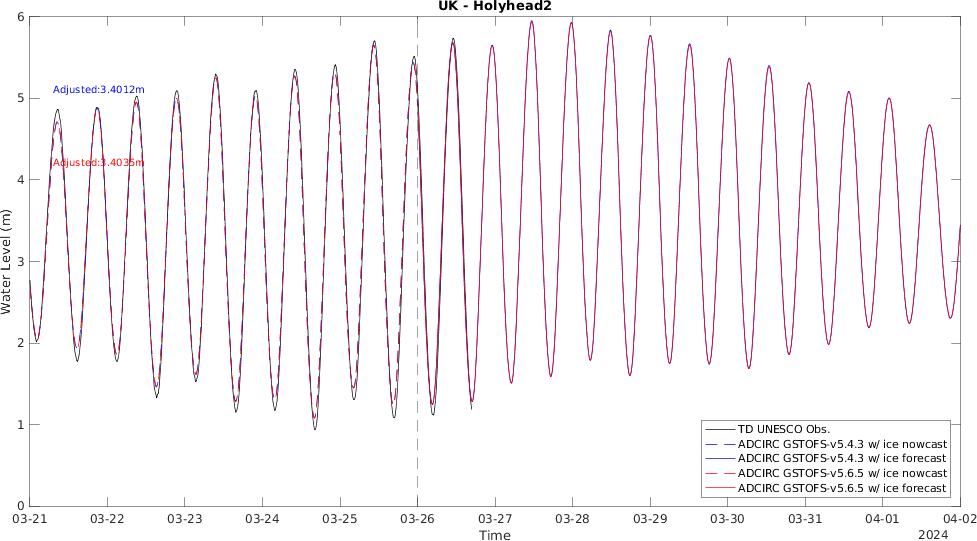 UK - Holyhead2
6
5
4
3
2
1
0
Water Level (m)
Adjusted:3.4012m
Adjusted:3.4035m
TD UNESCO Obs.
ADCIRC GSTOFS-v5.4.3 w/ ice nowcast
ADCIRC GSTOFS-v5.4.3 w/ ice forecast
ADCIRC GSTOFS-v5.6.5 w/ ice nowcast
ADCIRC GSTOFS-v5.6.5 w/ ice forecast
03-21 03-22 03-23 03-24 03-25 03-26 03-27 03-28 03-29 03-30 03-31 04-01 04-02
Time
2024